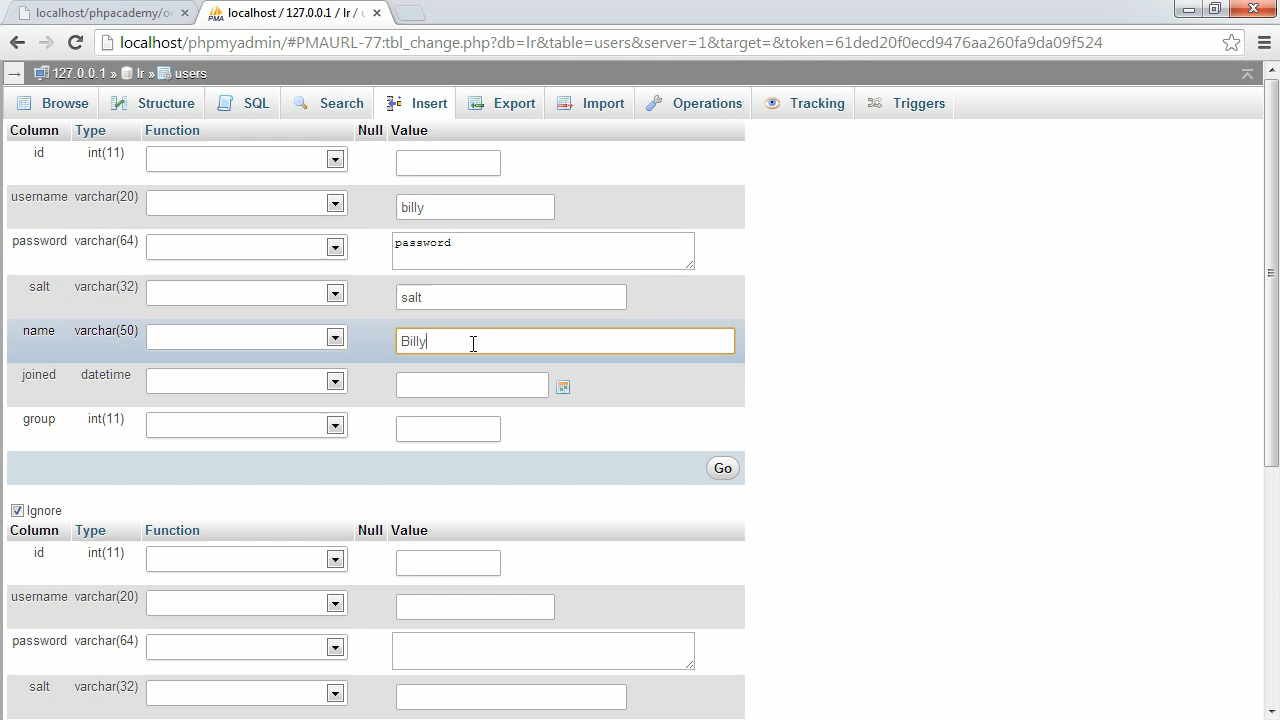 localhost/phpacademy/o
localhost / 127.0.0.1 / lr /
localhost/phpmyadmin/#PMAURL-77:tbl_change.php?db=lr&table=users&server=1&target=&token=61ded20f0ecd9476aa260fa9da09f524
127.0.0.1 » lr » users
Browse Structure SQL Search Insert Export Import Operations Tracking Triggers
Column Type Function Null Value
id int(11)
username varchar(20) billy
password varchar(64) password
salt varchar(32) salt
name varchar(50) Billy
joined datetime
group int(11)
Go
Ignore
Column Type Function Null Value
id int(11)
username varchar(20)
password varchar(64)
salt varchar(32)